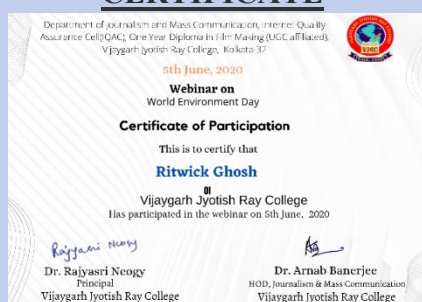 CERTIFICATE
Department of Journalism and Mass Communication, Internet Quality
Assurance Cell(IQAC), One Year Diploma in Film Making (UGC affiliated),
Vijaygarh Jyotish Ray College, Kolkata-32
5th June, 2020
Webinar on
World Environment Day
Certificate of Participation
This is to certify that
Ritwick Ghosh
Of
Vijaygarh Jyotish Ray College
Has participated in the webinar on 5th June, 2020
Rajyasri Neogy
Dr. Rajyasri Neogy
Principal
Vijaygarh Jyotish Ray College
Dr. Arnab Banerjee
HOD, Journalism & Mass Communication
Vijaygarh Jyotish Ray College